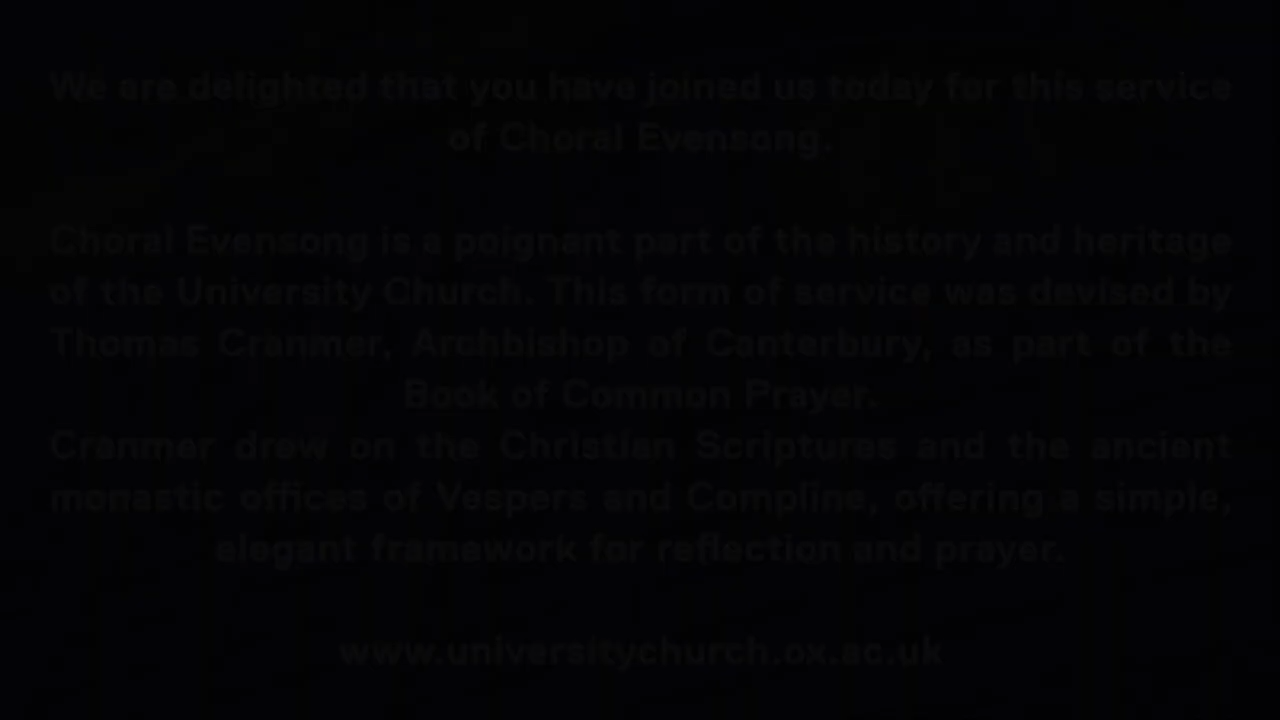 We are delighted that you have joined us today for this service
of Choral Evensong.
Choral Evensong is a poignant part of the history and heritage
of the University Church. This form of service was devised by
Thomas Cranmer, Archbishop of Canterbury, as part of the
Book of Common Prayer.
Cranmer drew on the Christian Scriptures and the ancient
monastic offices of Vespers and Compline, offering a simple,
elegant framework for reflection and prayer.
www.universitychurch.ox.ac.uk